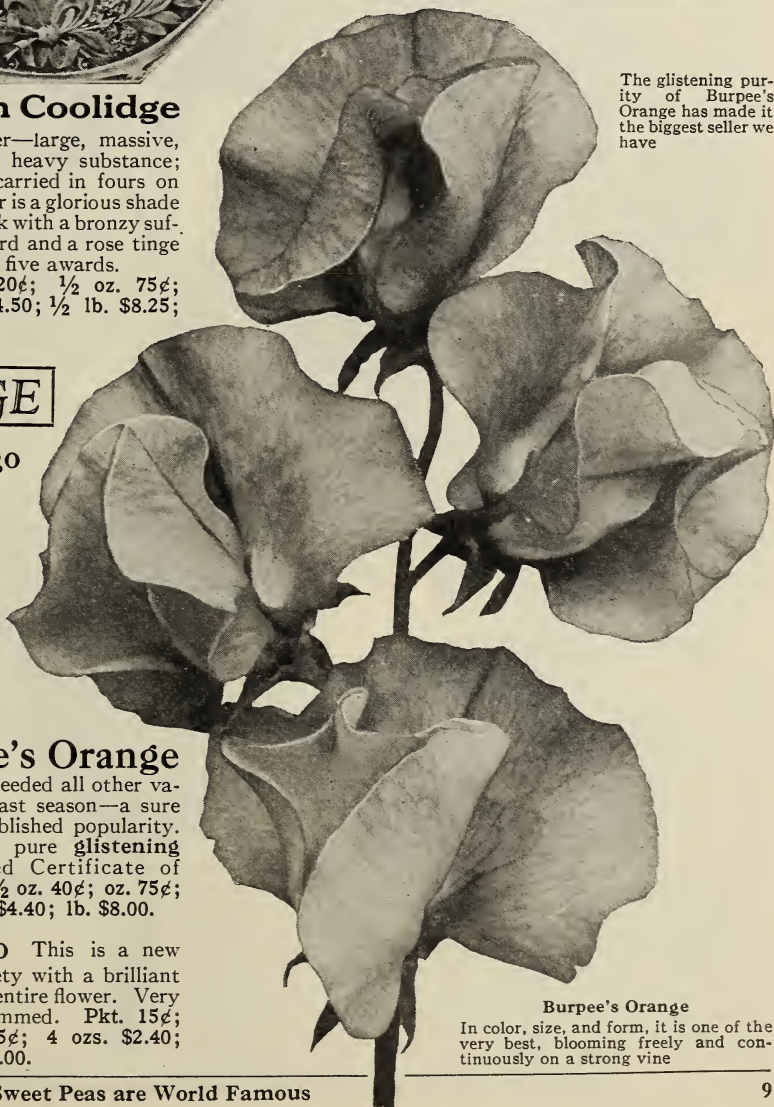 n Coolidge
er—large, massive,
heavy substance;
carried in fours on
r is a glorious shade
k with a bronzy suf-
rd and a rose tinge
five awards.
20¢; ½ oz. 75¢;
4.50; ½ lb. $8.25;
The glistening pur-
ity of Burpee's
Orange has made it
the biggest seller we
have
GE
e's Orange
eeded all other va-
ast season—a sure
blished popularity.
pure glistening
ed Certificate of
½ oz. 40¢; oz. 75¢;
$4.40; lb. $8.00.
This is a new
ety with a brilliant
entire flower. Very
mmed. Pkt. 15¢;
5¢; 4 ozs. $2.40;
.00.
Burpee's Orange
In color, size, and form, it is one of the
very best, blooming freely and con-
tinuously on a strong vine
Sweet Peas are World Famous
9